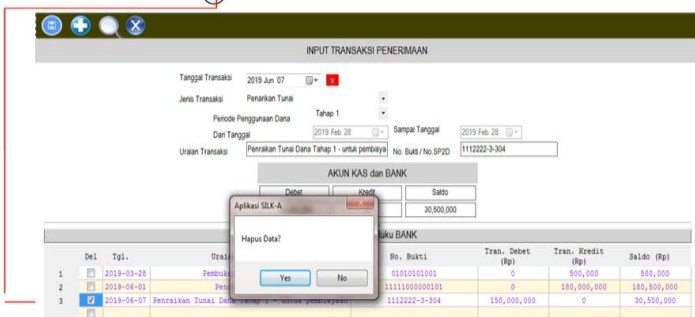 INPUT TRANSAKSI PENERIMAAN
Tanggal Transaksi 2019 Jun 07 X
Jenis Transaksi Penarikan Tunai
Periode Penggunaan Dana Tahap 1
Dari Tanggal 2019 Feb 28 Sampai Tanggal 2019 Feb 28
Uraian Transaksi Penraikan Tunai Dana Tahap 1 - untuk pembiaya No. Bukti / No.SP2D 1112222-3-304
AKUN KAS dan BANK
Debet Kredit Saldo
30,500,000
Aplikasi SILK-A
Hapus Data?
Yes No
Buku BANK
Del Tgl. Urai No. Bukti Tran. Debet (Rp) Tran. Kredit (Rp) Saldo (Rp)
1 2019-03-28 Pembuk 01010101001 0 500,000 500,000
2 2019-06-01 Pen 11111000000101 0 180,000,000 180,500,000
3 2019-06-07 Penraikan Tunai Dana Tahap 1 - untuk pembiayaan 1112222-3-304 150,000,000 0 30,500,000